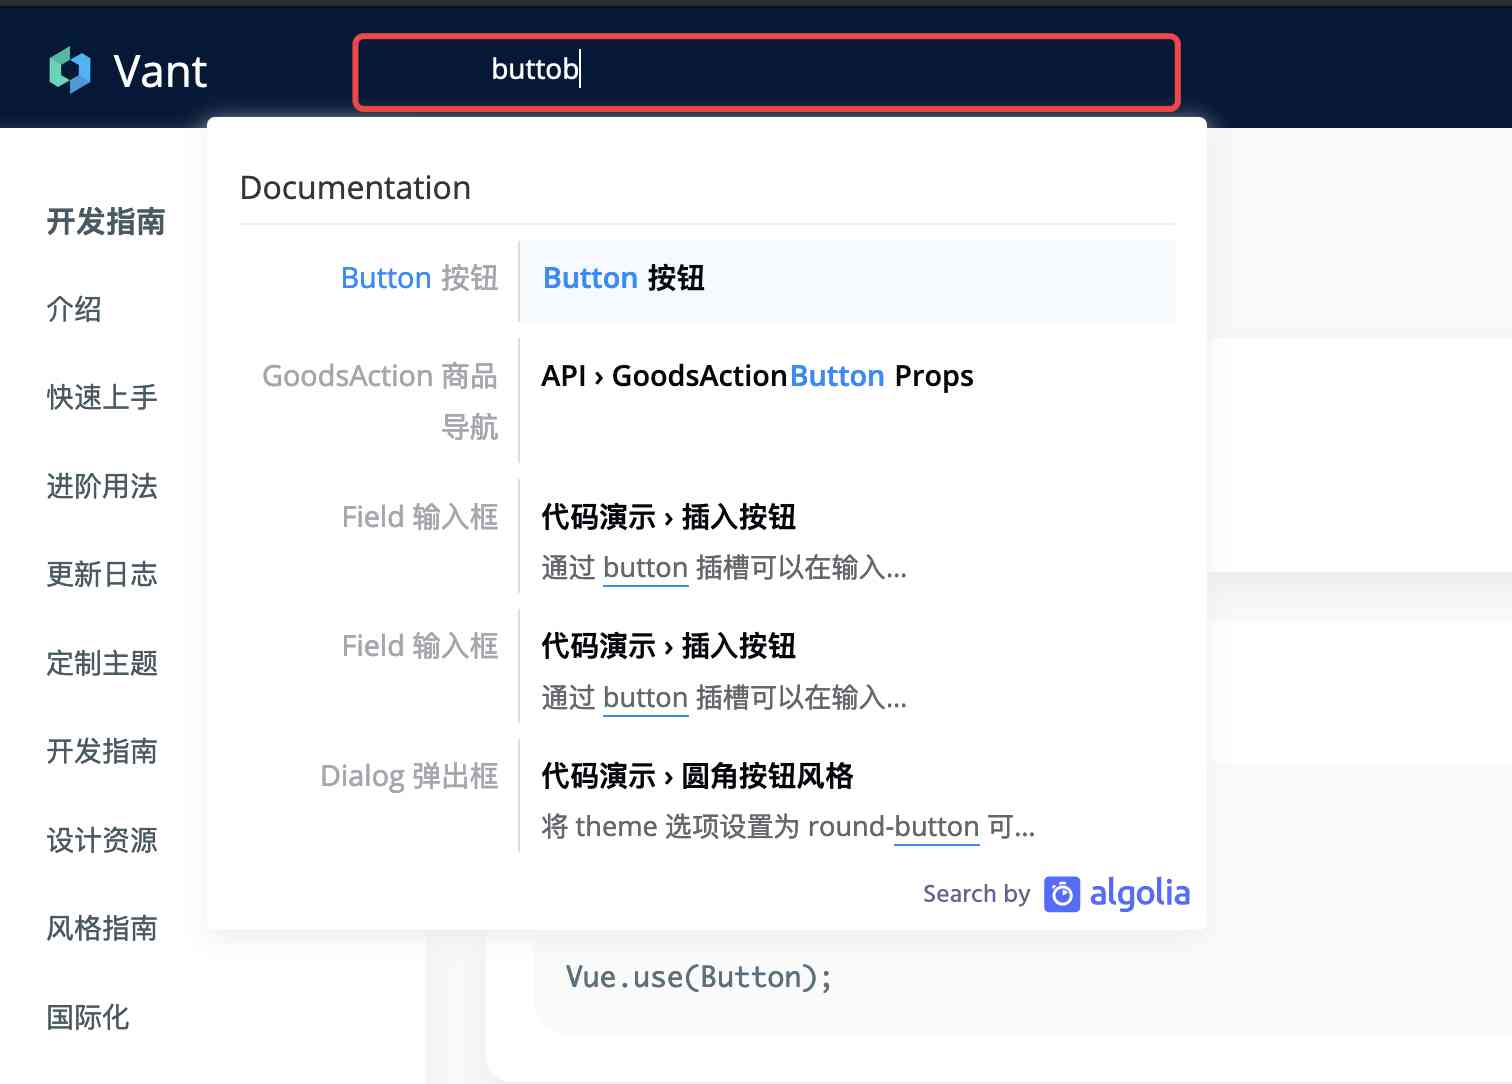 Vant
buttob
Documentation
Button 按钮
Button 按钮
GoodsAction 商品
导航
API › GoodsActionButton Props
Field 输入框
代码演示 › 插入按钮
通过 button 插槽可以在输入...
Field 输入框
代码演示 › 插入按钮
通过 button 插槽可以在输入...
Dialog 弹出框
代码演示 › 圆角按钮风格
将 theme 选项设置为 round-button 可...
Search by algolia
开发指南
介绍
快速上手
进阶用法
更新日志
定制主题
开发指南
设计资源
风格指南
国际化
Vue.use(Button);